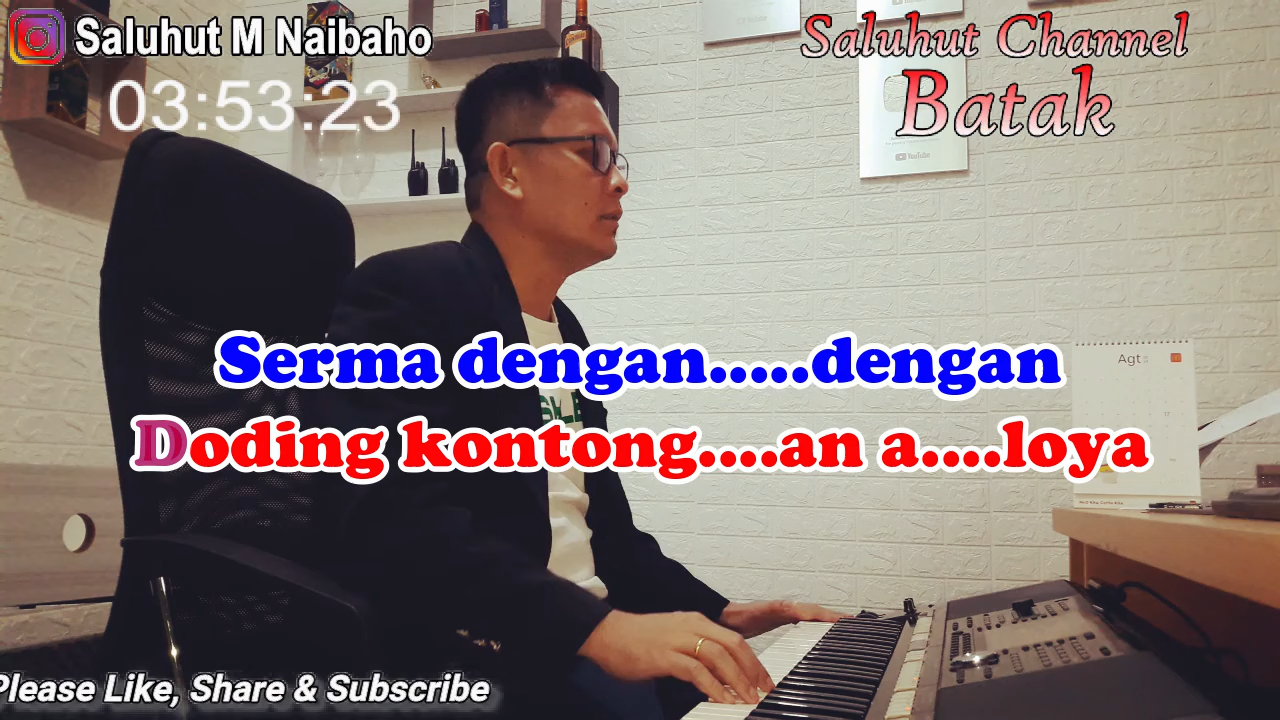 Saluhut M Naibaho
Saluhut Channel
03:53:23
Batak
YouTube
Serma dengan.....dengan
Agt
Doding kontong....an a....loya
Please Like, Share & Subscribe